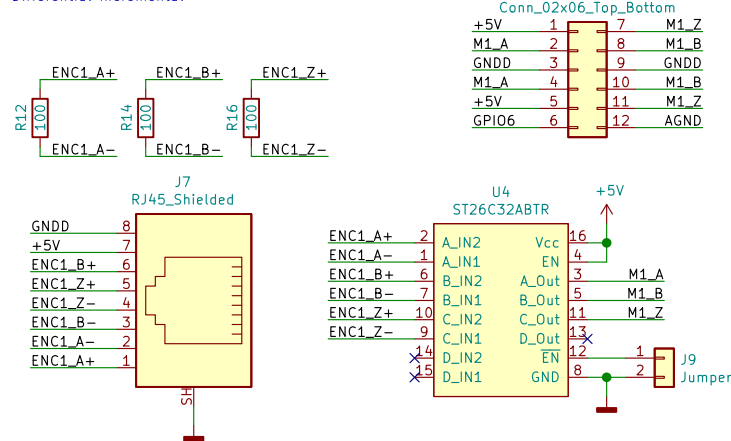 Conn_02x06_Top_Bottom
+5V 1 7 M1_Z
M1_A 2 8 M1_B
GNDD 3 9 GNDD
M1_A 4 10 M1_B
+5V 5 11 M1_Z
GPIO6 6 12 AGND
ENC1_A+ ENC1_B+ ENC1_Z+
R12 100 R14 100 R16 100
ENC1_A- ENC1_B- ENC1_Z-
J7
RJ45_Shielded
GNDD 8
+5V 7
ENC1_B+ 6
ENC1_Z+ 5
ENC1_Z- 4
ENC1_B- 3
ENC1_A- 2
ENC1_A+ 1
SH
U4
ST26C32ABTR
+5V
ENC1_A+ 2 A_IN2 Vcc 16
ENC1_A- 1 A_IN1 EN 4
ENC1_B+ 6 B_IN2 A_Out 3 M1_A
ENC1_B- 7 B_IN1 B_Out 5 M1_B
ENC1_Z+ 10 C_IN2 C_Out 11 M1_Z
ENC1_Z- 9 C_IN1 D_Out 13
14 D_IN2 EN 12 1 J9
15 D_IN1 GND 8 2 Jumper